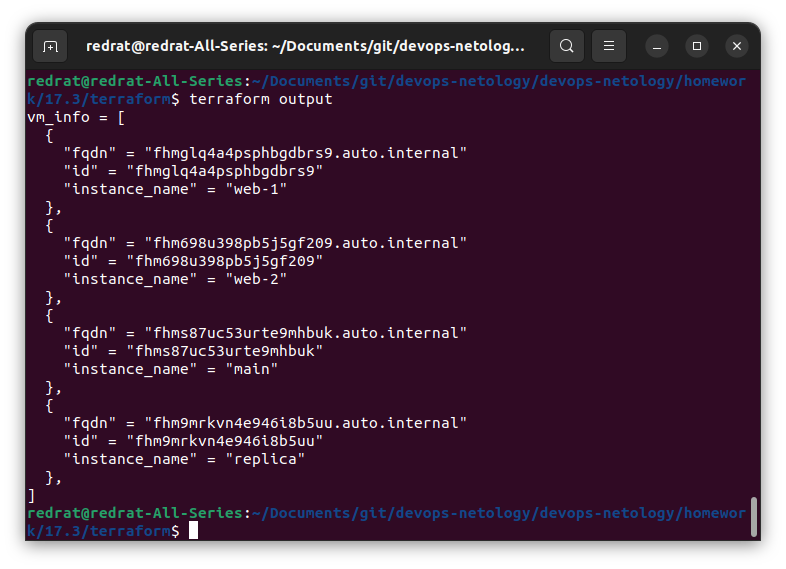 redrat@redrat-All-Series: ~/Documents/git/devops-netolog...
redrat@redrat-All-Series:~/Documents/git/devops-netology/devops-netology/homewor
k/17.3/terraform$ terraform output
vm_info = [
  {
    "fqdn" = "fhmglq4a4psphbgdbrs9.auto.internal"
    "id" = "fhmglq4a4psphbgdbrs9"
    "instance_name" = "web-1"
  },
  {
    "fqdn" = "fhm698u398pb5j5gf209.auto.internal"
    "id" = "fhm698u398pb5j5gf209"
    "instance_name" = "web-2"
  },
  {
    "fqdn" = "fhms87uc53urte9mhbuk.auto.internal"
    "id" = "fhms87uc53urte9mhbuk"
    "instance_name" = "main"
  },
  {
    "fqdn" = "fhm9mrkvn4e946i8b5uu.auto.internal"
    "id" = "fhm9mrkvn4e946i8b5uu"
    "instance_name" = "replica"
  },
]
redrat@redrat-All-Series:~/Documents/git/devops-netology/devops-netology/homewor
k/17.3/terraform$